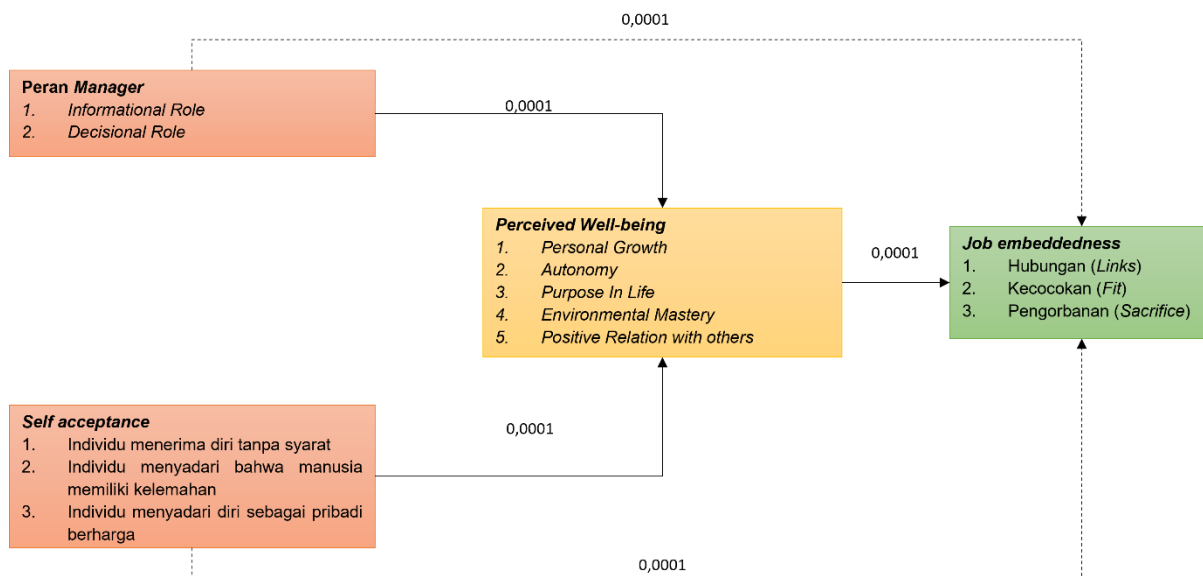 0,0001
Peran Manager
1. Informational Role
2. Decisional Role
0,0001
Perceived Well-being
1. Personal Growth
2. Autonomy
3. Purpose In Life
4. Environmental Mastery
5. Positive Relation with others
0,0001
Job embeddedness
1. Hubungan (Links)
2. Kecocokan (Fit)
3. Pengorbanan (Sacrifice)
Self acceptance
1. Individu menerima diri tanpa syarat
2. Individu menyadari bahwa manusia
memiliki kelemahan
3. Individu menyadari diri sebagai pribadi
berharga
0,0001
0,0001